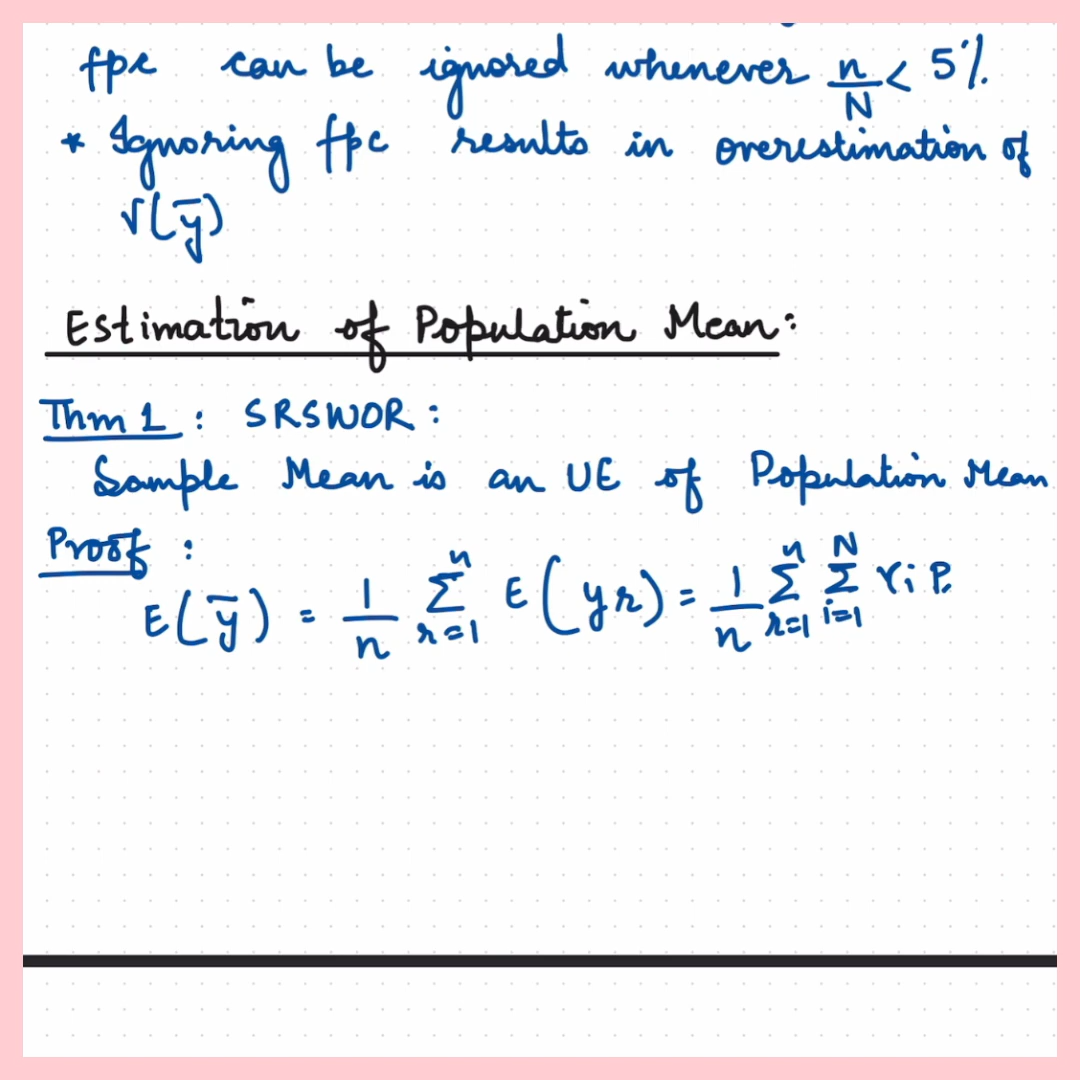 fpc can be ignored whenever n/N < 5%.
* Ignoring fpc results in overestimation of
V(ȳ)
Estimation of Population Mean:
Thm 1 : SRSWOR :
Sample Mean is an UE of Population Mean
Proof :
E(ȳ) = 1/n Σ_{r=1}^{n} E(yr) = 1/n Σ_{r=1}^{n} Σ_{i=1}^{N} Yi P.